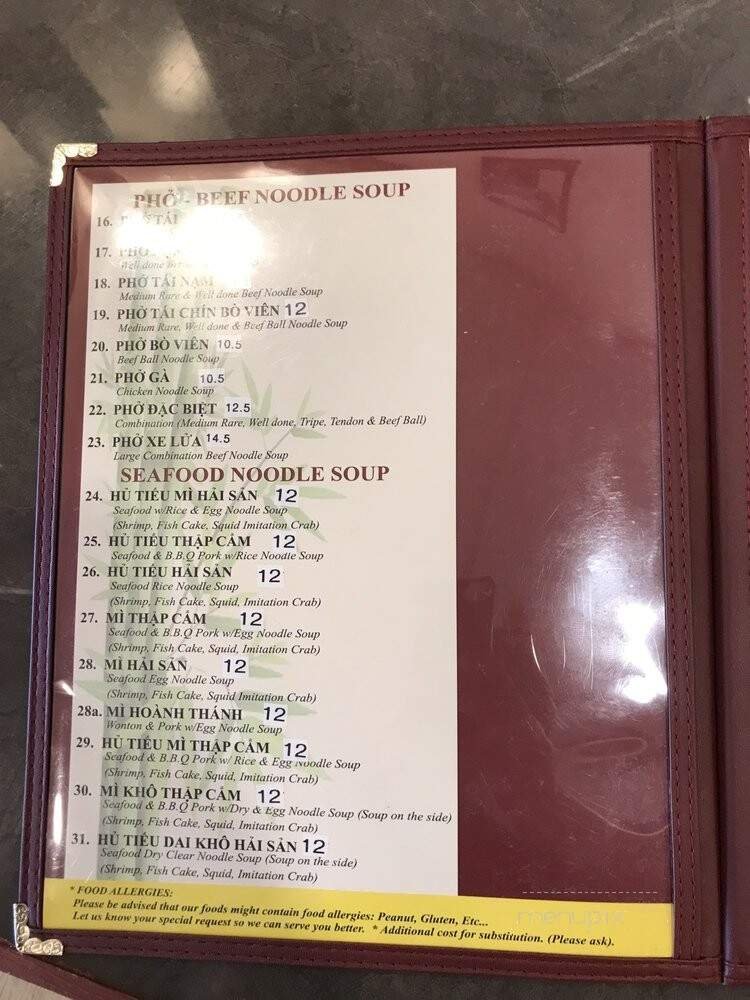 PHỞ - BEEF NOODLE SOUP
16. PHỞ TÁI
17. PHỞ
Well done
18. PHỞ TÁI NẠM
Medium Rare & Well done Beef Noodle Soup
19. PHỞ TÁI CHÍN BÒ VIÊN 12
Medium Rare, Well done & Beef Ball Noodle Soup
20. PHỞ BÒ VIÊN 10.5
Beef Ball Noodle Soup
21. PHỞ GÀ 10.5
Chicken Noodle Soup
22. PHỞ ĐẶC BIỆT 12.5
Combination (Medium Rare, Well done, Tripe, Tendon & Beef Ball)
23. PHỞ XE LỬA 14.5
Large Combination Beef Noodle Soup
SEAFOOD NOODLE SOUP
24. HỦ TIẾU MÌ HẢI SẢN 12
Seafood w/Rice & Egg Noodle Soup
(Shrimp, Fish Cake, Squid Imitation Crab)
25. HỦ TIẾU THẬP CẨM 12
Seafood & B.B.Q Pork w/Rice Noodle Soup
26. HỦ TIẾU HẢI SẢN 12
Seafood Rice Noodle Soup
(Shrimp, Fish Cake, Squid, Imitation Crab)
27. MÌ THẬP CẨM 12
Seafood & B.B.Q Pork w/Egg Noodle Soup
(Shrimp, Fish Cake, Squid, Imitation Crab)
28. MÌ HẢI SẢN 12
Seafood Egg Noodle Soup
(Shrimp, Fish Cake, Squid Imitation Crab)
28a. MÌ HOÀNH THÁNH 12
Wonton & Pork w/Egg Noodle Soup
29. HỦ TIẾU MÌ THẬP CẨM 12
Seafood & B.B.Q Pork w/ Rice & Egg Noodle Soup
(Shrimp, Fish Cake, Squid, Imitation Crab)
30. MÌ KHÔ THẬP CẨM 12
Seafood & B.B.Q Pork w/Dry & Egg Noodle Soup (Soup on the side)
(Shrimp, Fish Cake, Squid, Imitation Crab)
31. HỦ TIẾU DAI KHÔ HẢI SẢN 12
Seafood Dry Clear Noodle Soup (Soup on the side)
(Shrimp, Fish Cake, Squid, Imitation Crab)
* FOOD ALLERGIES:
Please be advised that our foods might contain food allergies: Peanut, Gluten, Etc...
Let us know your special request so we can serve you better. * Additional cost for substitution. (Please ask).
menupix